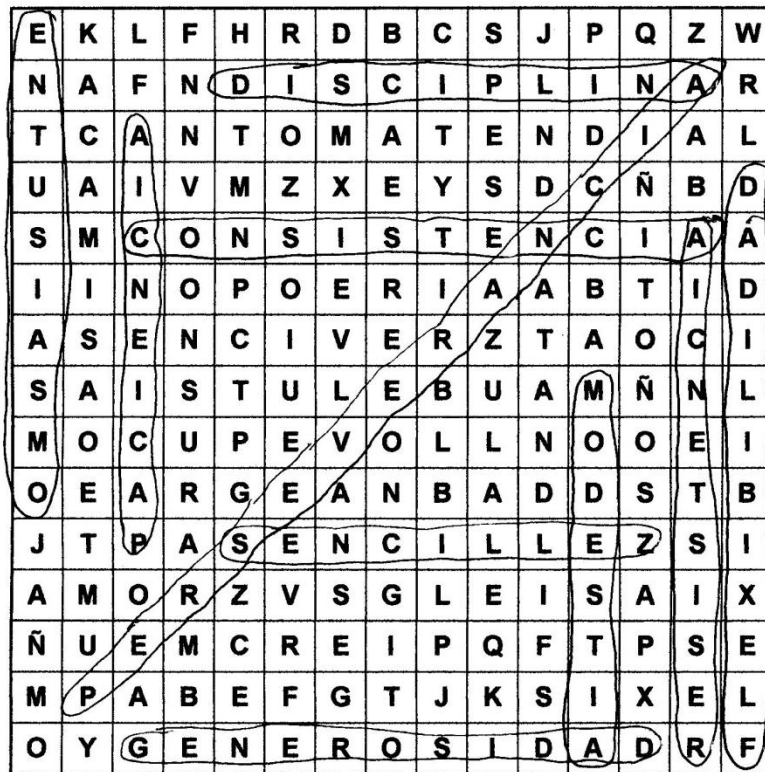 E K L F H R D B C S J P Q Z W
N A F N D I S C I P L I N A R
T C A N T O M A T E N D I A L
U A I V M Z X E Y S D C Ñ B D
S M C O N S I S T E N C I A Á
I I N O P O E R I A A B T I D
A S E N C I V E R Z T A O C I
S A I S T U L E B U A M Ñ N L
M O C U P E V O L L N O O E I
O E A R G E A N B A D D S T B
J T P A S E N C I L L E Z S I
A M O R Z V S G L E I S A I X
Ñ U E M C R E I P Q F T P S E
M P A B E F G T J K S I X E L
O Y G E N E R O S I D A D R F